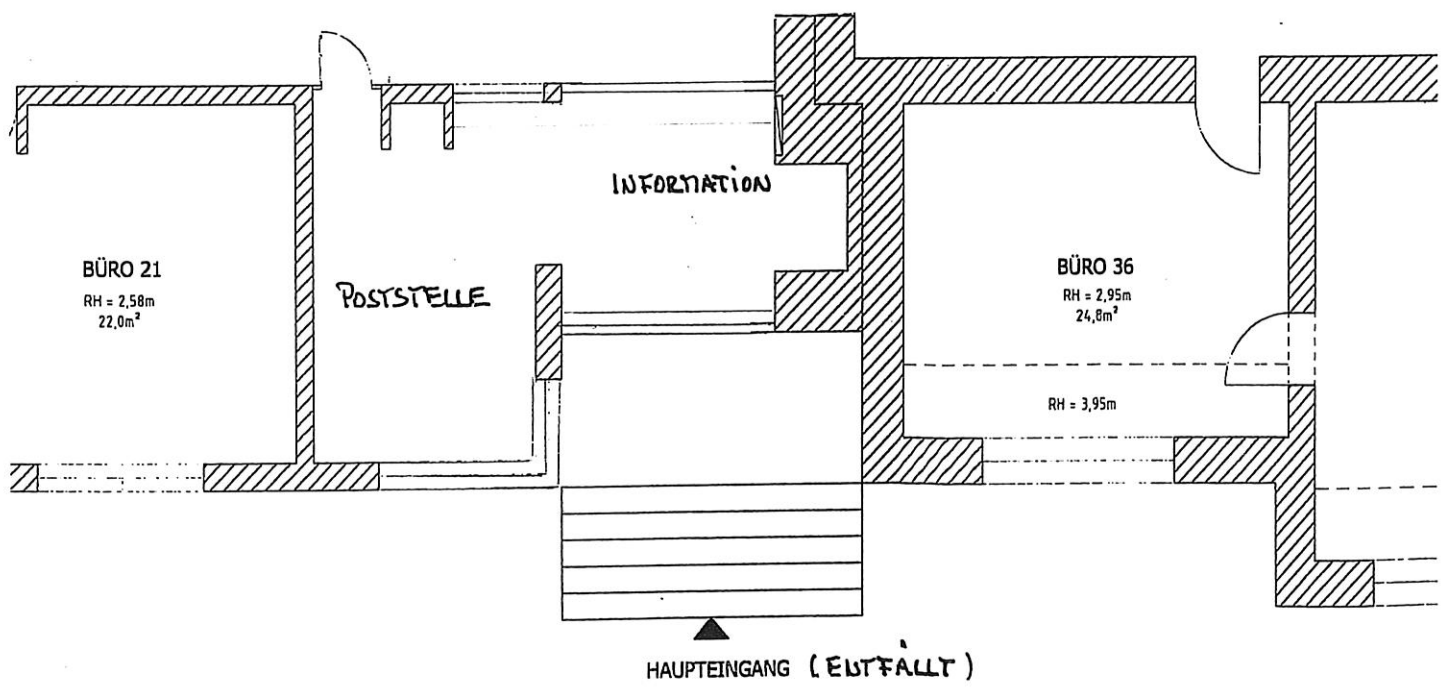 INFORMATION
BÜRO 21
RH = 2,58m
22,0m²
POSTSTELLE
BÜRO 36
RH = 2,95m
24,8m²
RH = 3,95m
HAUPTEINGANG (ENTFÄLLT)